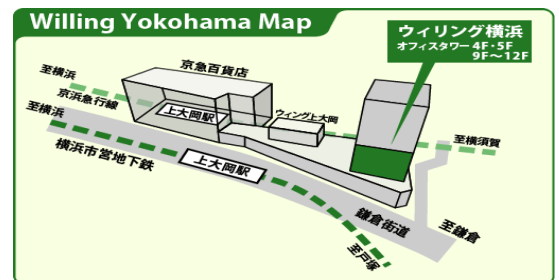 Willing Yokohama Map
ウィリング横浜
オフィスタワー 4F・5F
9F〜12F
京急百貨店
至横浜
京浜急行線
上大岡駅
ウィング上大岡
至横浜
至横須賀
横浜市営地下鉄
上大岡駅
鎌倉街道
至鎌倉
至戸塚